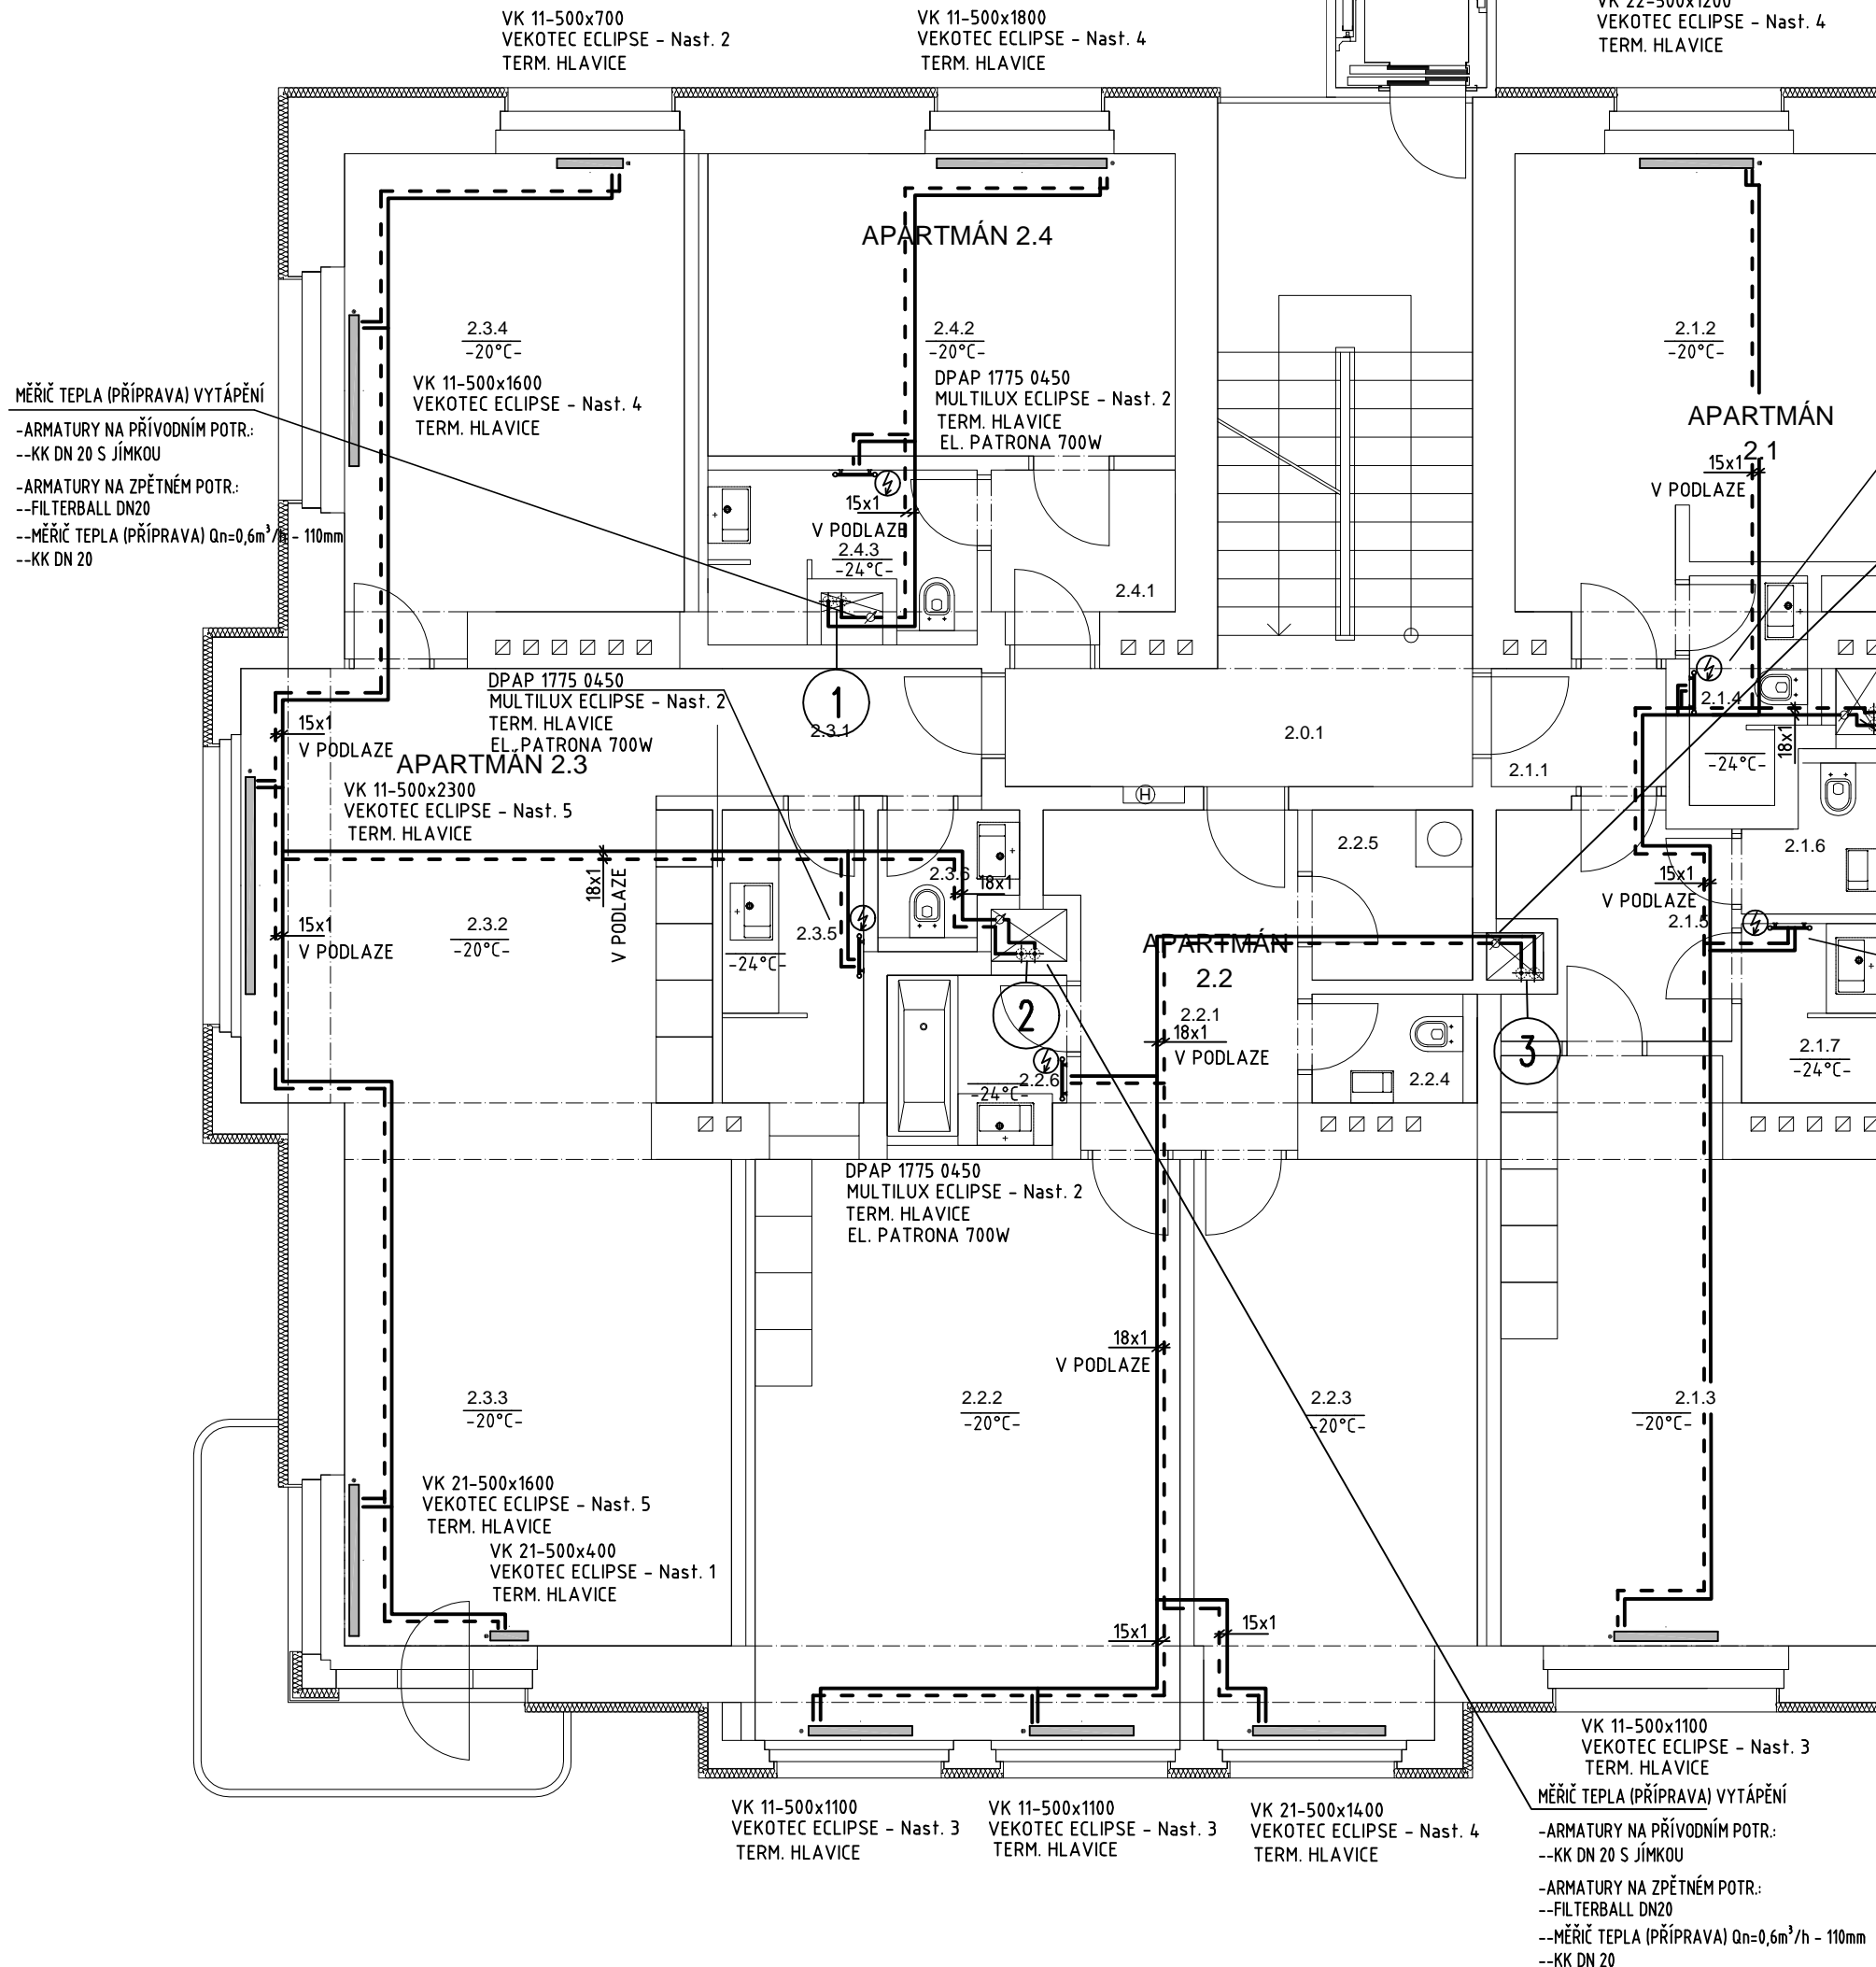 VK 11-500x700
VEKOTEC ECLIPSE - Nast. 2
TERM. HLAVICE
VK 11-500x1800
VEKOTEC ECLIPSE - Nast. 4
TERM. HLAVICE
VK 22-500x1200
VEKOTEC ECLIPSE - Nast. 4
TERM. HLAVICE
APARTMÁN 2.4
2.3.4
-20°C-
VK 11-500x1600
VEKOTEC ECLIPSE - Nast. 4
TERM. HLAVICE
2.4.2
-20°C-
DPAP 1775 0450
MULTILUX ECLIPSE - Nast. 2
TERM. HLAVICE
EL. PATRONA 700W
2.1.2
-20°C-
APARTMÁN
2.1
15x1
V PODLAZE
MĚŘIČ TEPLA (PŘÍPRAVA) VYTÁPĚNÍ
-ARMATURY NA PŘÍVODNÍM POTR.:
--KK DN 20 S JÍMKOU
-ARMATURY NA ZPĚTNÉM POTR.:
--FILTERBALL DN20
--MĚŘIČ TEPLA (PŘÍPRAVA) Qn=0,6m³/h - 110mm
--KK DN 20
15x1
V PODLAZE
2.4.3
-24°C-
2.4.1
DPAP 1775 0450
MULTILUX ECLIPSE - Nast. 2
TERM. HLAVICE
EL. PATRONA 700W
1
2.3.1
2.0.1
2.1.1
2.1.4
-24°C-
18x1
15x1
V PODLAZE
APARTMÁN 2.3
VK 11-500x2300
VEKOTEC ECLIPSE - Nast. 5
TERM. HLAVICE
H
2.2.5
2.1.6
2.3.6
18x1
18x1
V PODLAZE
15x1
V PODLAZE
2.1.5
15x1
V PODLAZE
2.3.2
-20°C-
2.3.5
-24°C-
APARTMÁN
2.2
2
2.2.1
18x1
V PODLAZE
3
2.2.4
2.1.7
-24°C-
2.2.6
-24°C-
DPAP 1775 0450
MULTILUX ECLIPSE - Nast. 2
TERM. HLAVICE
EL. PATRONA 700W
18x1
V PODLAZE
2.3.3
-20°C-
2.2.2
-20°C-
2.2.3
-20°C-
2.1.3
-20°C-
VK 21-500x1600
VEKOTEC ECLIPSE - Nast. 5
TERM. HLAVICE
VK 21-500x400
VEKOTEC ECLIPSE - Nast. 1
TERM. HLAVICE
15x1
15x1
VK 11-500x1100
VEKOTEC ECLIPSE - Nast. 3
TERM. HLAVICE
VK 11-500x1100
VEKOTEC ECLIPSE - Nast. 3
TERM. HLAVICE
VK 21-500x1400
VEKOTEC ECLIPSE - Nast. 4
TERM. HLAVICE
VK 11-500x1100
VEKOTEC ECLIPSE - Nast. 3
TERM. HLAVICE
MĚŘIČ TEPLA (PŘÍPRAVA) VYTÁPĚNÍ
-ARMATURY NA PŘÍVODNÍM POTR.:
--KK DN 20 S JÍMKOU
-ARMATURY NA ZPĚTNÉM POTR.:
--FILTERBALL DN20
--MĚŘIČ TEPLA (PŘÍPRAVA) Qn=0,6m³/h - 110mm
--KK DN 20